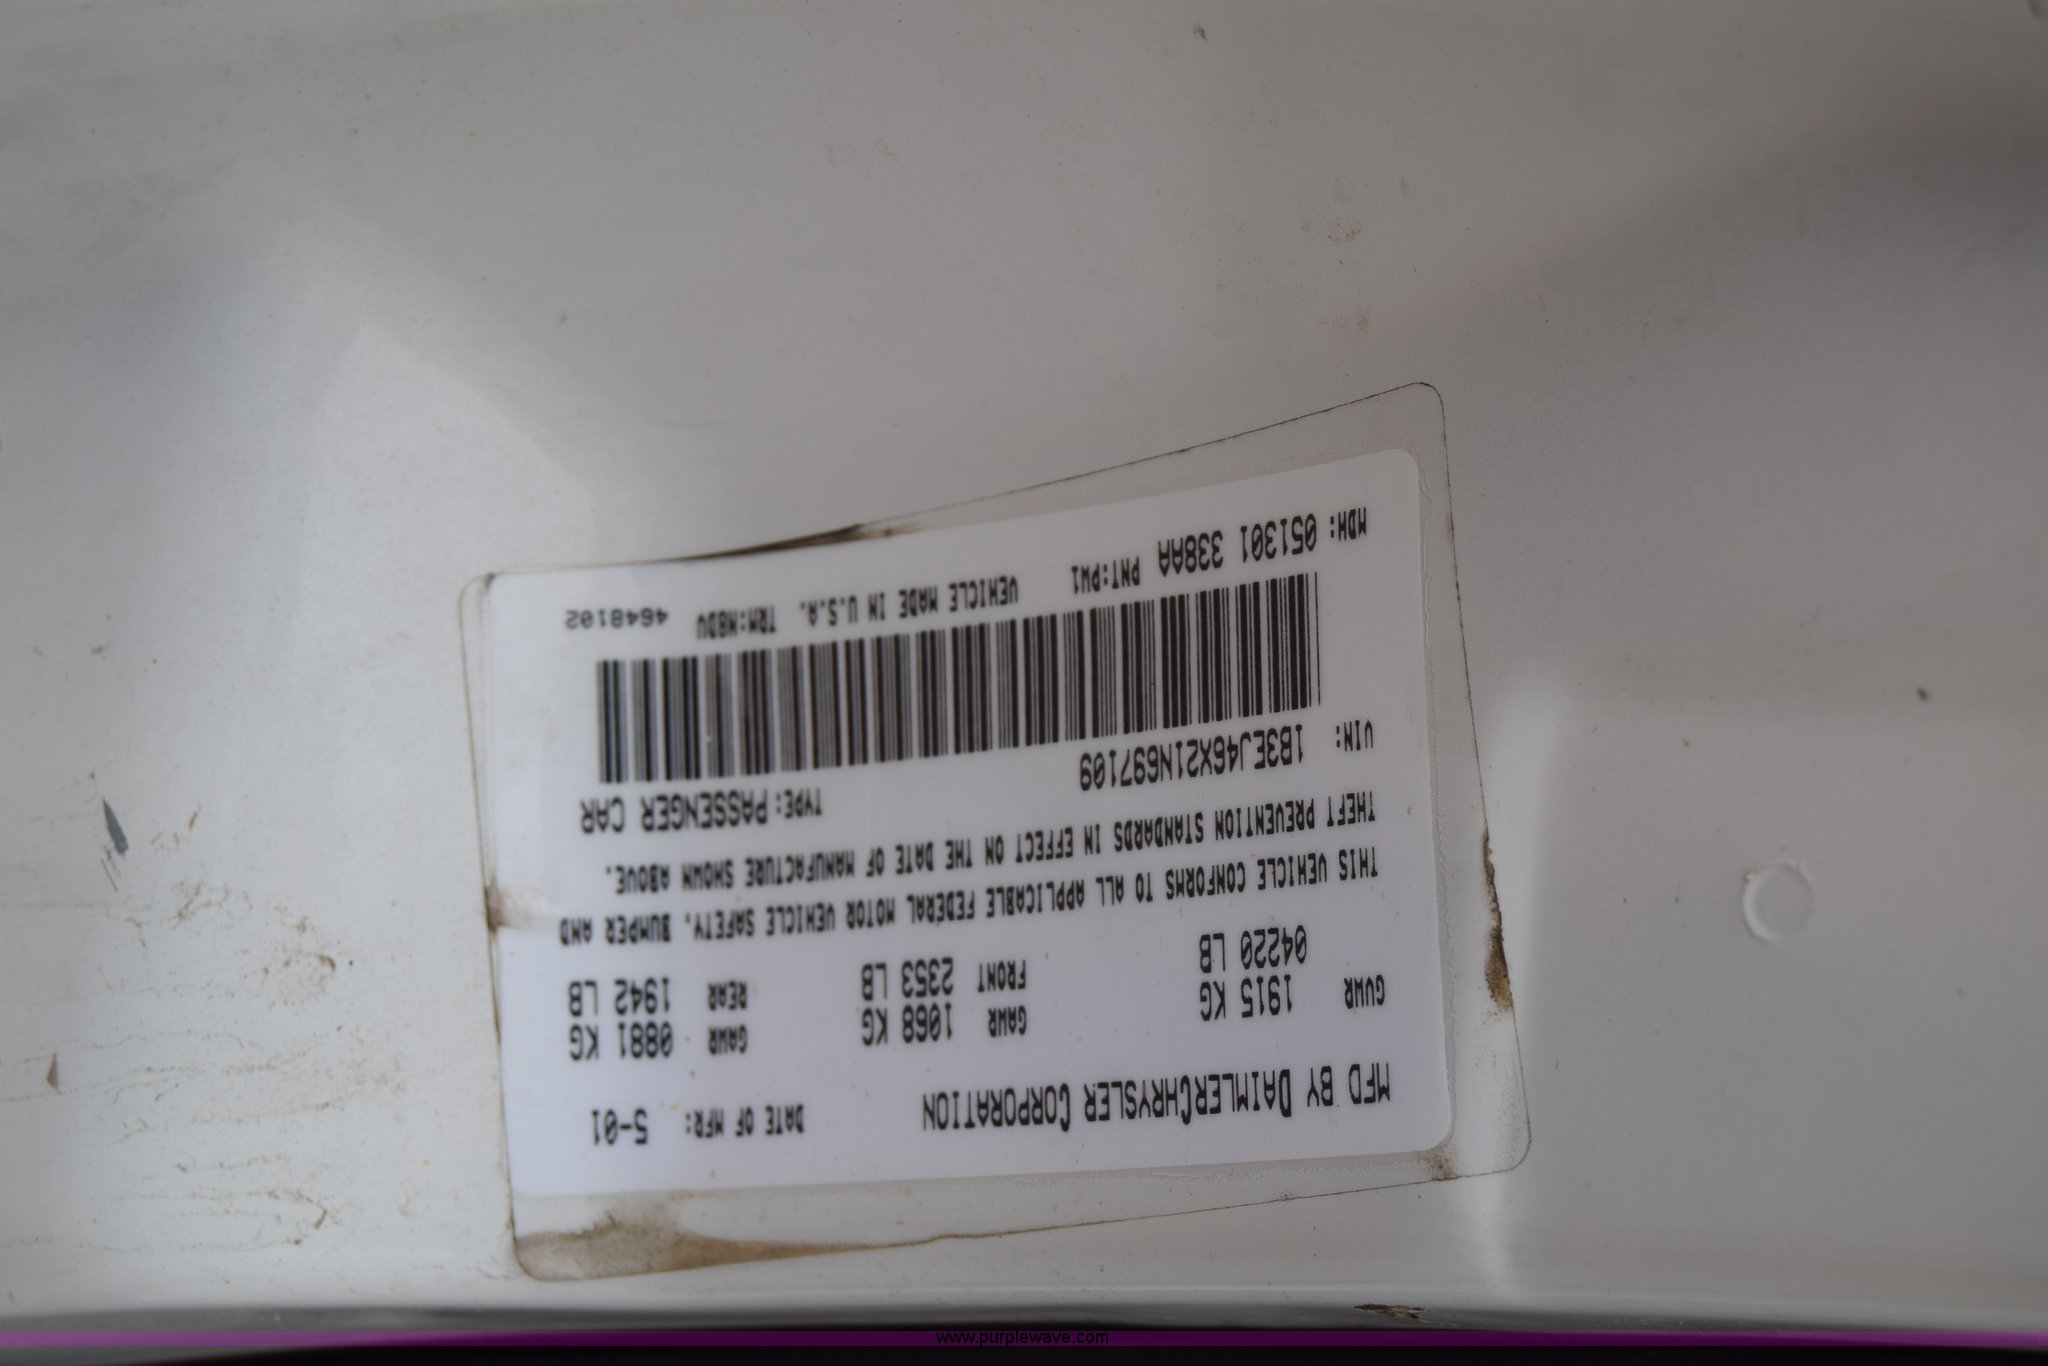 MFD BY DAIMLERCHRYSLER CORPORATION DATE OF MFR: 5-01
GVWR 1915 KG GAWR 1068 KG GAWR 0881 KG
04220 LB FRONT 2353 LB REAR 1942 LB
THIS VEHICLE CONFORMS TO ALL APPLICABLE FEDERAL MOTOR VEHICLE SAFETY, BUMPER AND
THEFT PREVENTION STANDARDS IN EFFECT ON THE DATE OF MANUFACTURE SHOWN ABOVE.
VIN: 1B3EJ46X21N697109 TYPE: PASSENGER CAR
MDH: 051301 338AA PNT:PW1 VEHICLE MADE IN U.S.A. TRM:N8DV 4648102
www.purplewave.com